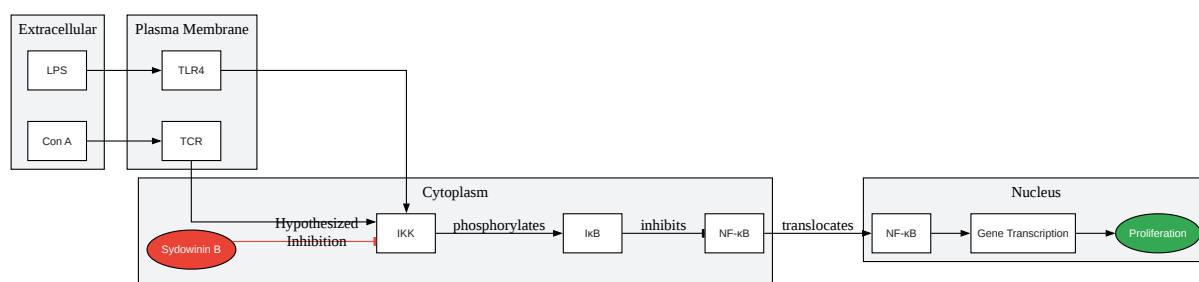 Extracellular
Plasma Membrane
LPS
TLR4
Con A
TCR
Cytoplasm
Nucleus
Hypothesized
Inhibition
Sydowinin B
IKK
phosphorylates
IκB
inhibits
NF-κB
translocates
NF-κB
Gene Transcription
Proliferation